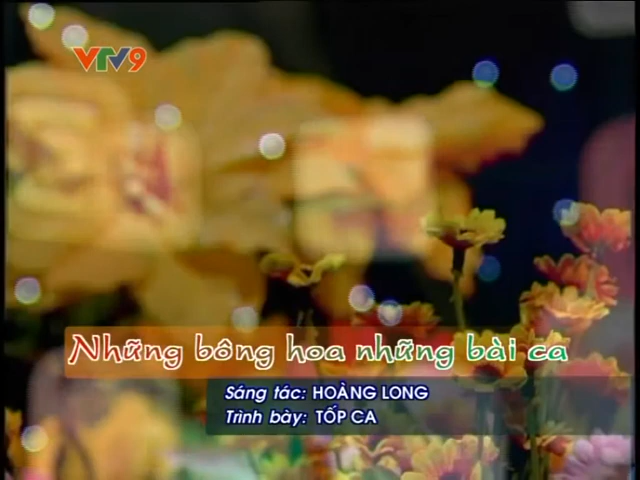 VTV9
Những bông hoa những bài ca
Sáng tác: HOÀNG LONG
Trình bày: TỐP CA